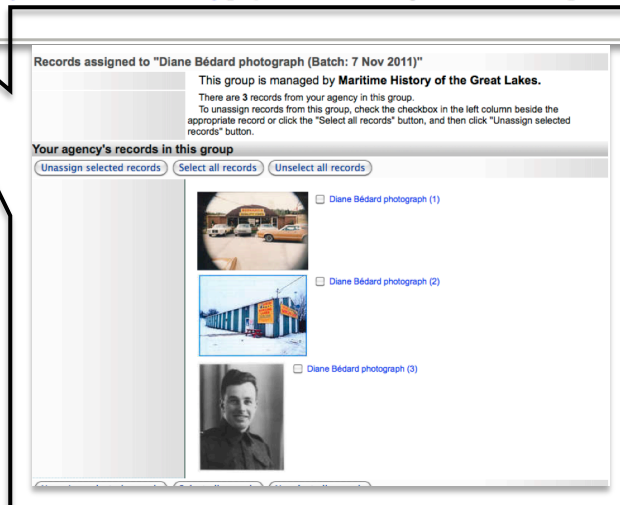 Records assigned to "Diane Bédard photograph (Batch: 7 Nov 2011)"
This group is managed by Maritime History of the Great Lakes.
There are 3 records from your agency in this group.
To unassign records from this group, check the checkbox in the left column beside the
appropriate record or click the "Select all records" button, and then click "Unassign selected
records" button.
Your agency's records in this group
Unassign selected records Select all records Unselect all records
Diane Bédard photograph (1)
Diane Bédard photograph (2)
Diane Bédard photograph (3)